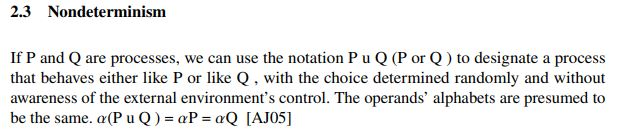 2.3 Nondeterminism
If P and Q are processes, we can use the notation P u Q (P or Q ) to designate a process
that behaves either like P or like Q , with the choice determined randomly and without
awareness of the external environment's control. The operands' alphabets are presumed to
be the same. α(P u Q ) = αP = αQ [AJ05]